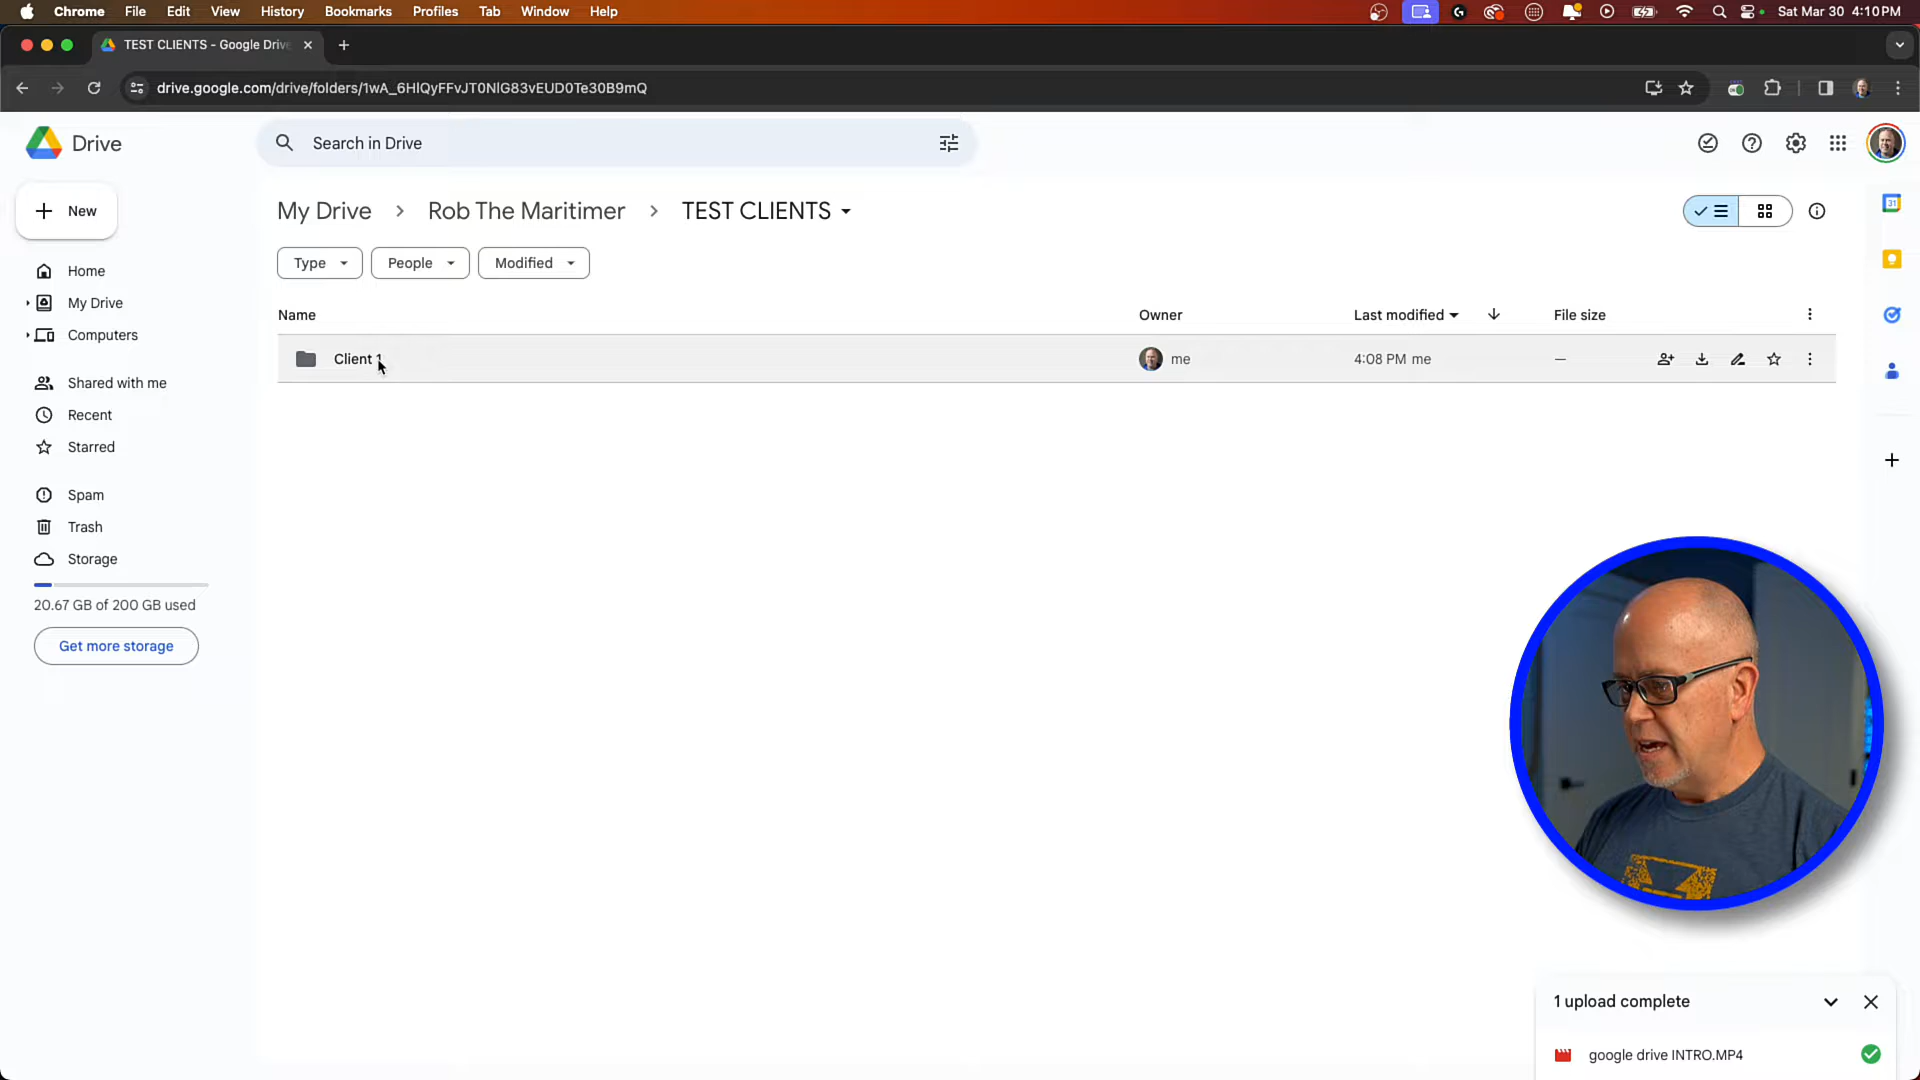 Chrome File Edit View History Bookmarks Profiles Tab Window Help Sat Mar 30 4:10 PM
TEST CLIENTS - Google Drive
drive.google.com/drive/folders/1wA_6HlQyFFvJT0NlG83vEUD0Te30B9mQ
Drive
Search in Drive
New
My Drive Rob The Maritimer TEST CLIENTS
Type People Modified
Home
My Drive
Computers
Shared with me
Recent
Starred
Spam
Trash
Storage
20.67 GB of 200 GB used
Get more storage
Name Owner Last modified File size
Client 1 me 4:08 PM me —
31
1 upload complete
google drive INTRO.MP4